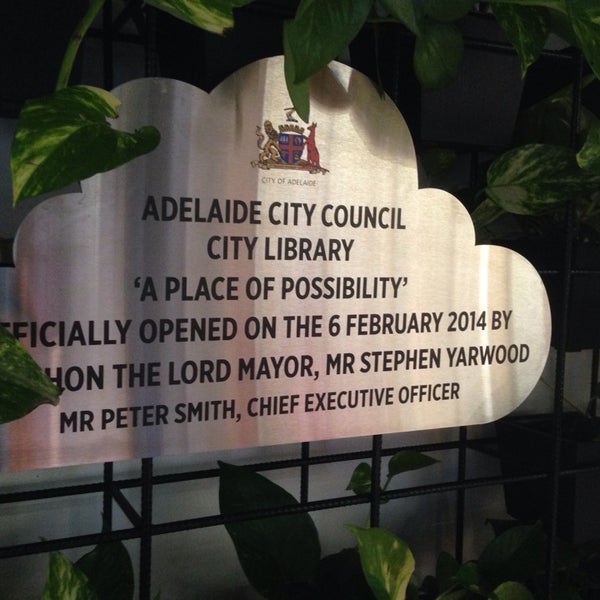 CITY OF ADELAIDE
ADELAIDE CITY COUNCIL
CITY LIBRARY
‘A PLACE OF POSSIBILITY’
FFICIALLY OPENED ON THE 6 FEBRUARY 2014 BY
HON THE LORD MAYOR, MR STEPHEN YARWOOD
MR PETER SMITH, CHIEF EXECUTIVE OFFICER